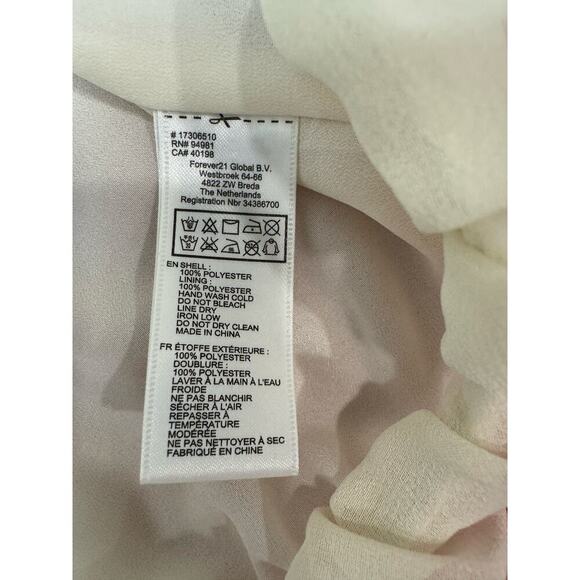 # 17306510
RN# 94981
CA# 40198
Forever21 Global B.V.
Westbroek 64-66
4822 ZW Breda
The Netherlands
Registration Nbr 34386700
EN SHELL :
100% POLYESTER
LINING :
100% POLYESTER
HAND WASH COLD
DO NOT BLEACH
LINE DRY
IRON LOW
DO NOT DRY CLEAN
MADE IN CHINA
FR ÉTOFFE EXTÉRIEURE :
100% POLYESTER
DOUBLURE :
100% POLYESTER
LAVER À LA MAIN À L'EAU
FROIDE
NE PAS BLANCHIR
SÉCHER À L'AIR
REPASSER À
TEMPÉRATURE
MODÉRÉE
NE PAS NETTOYER À SEC
FABRIQUÉ EN CHINE